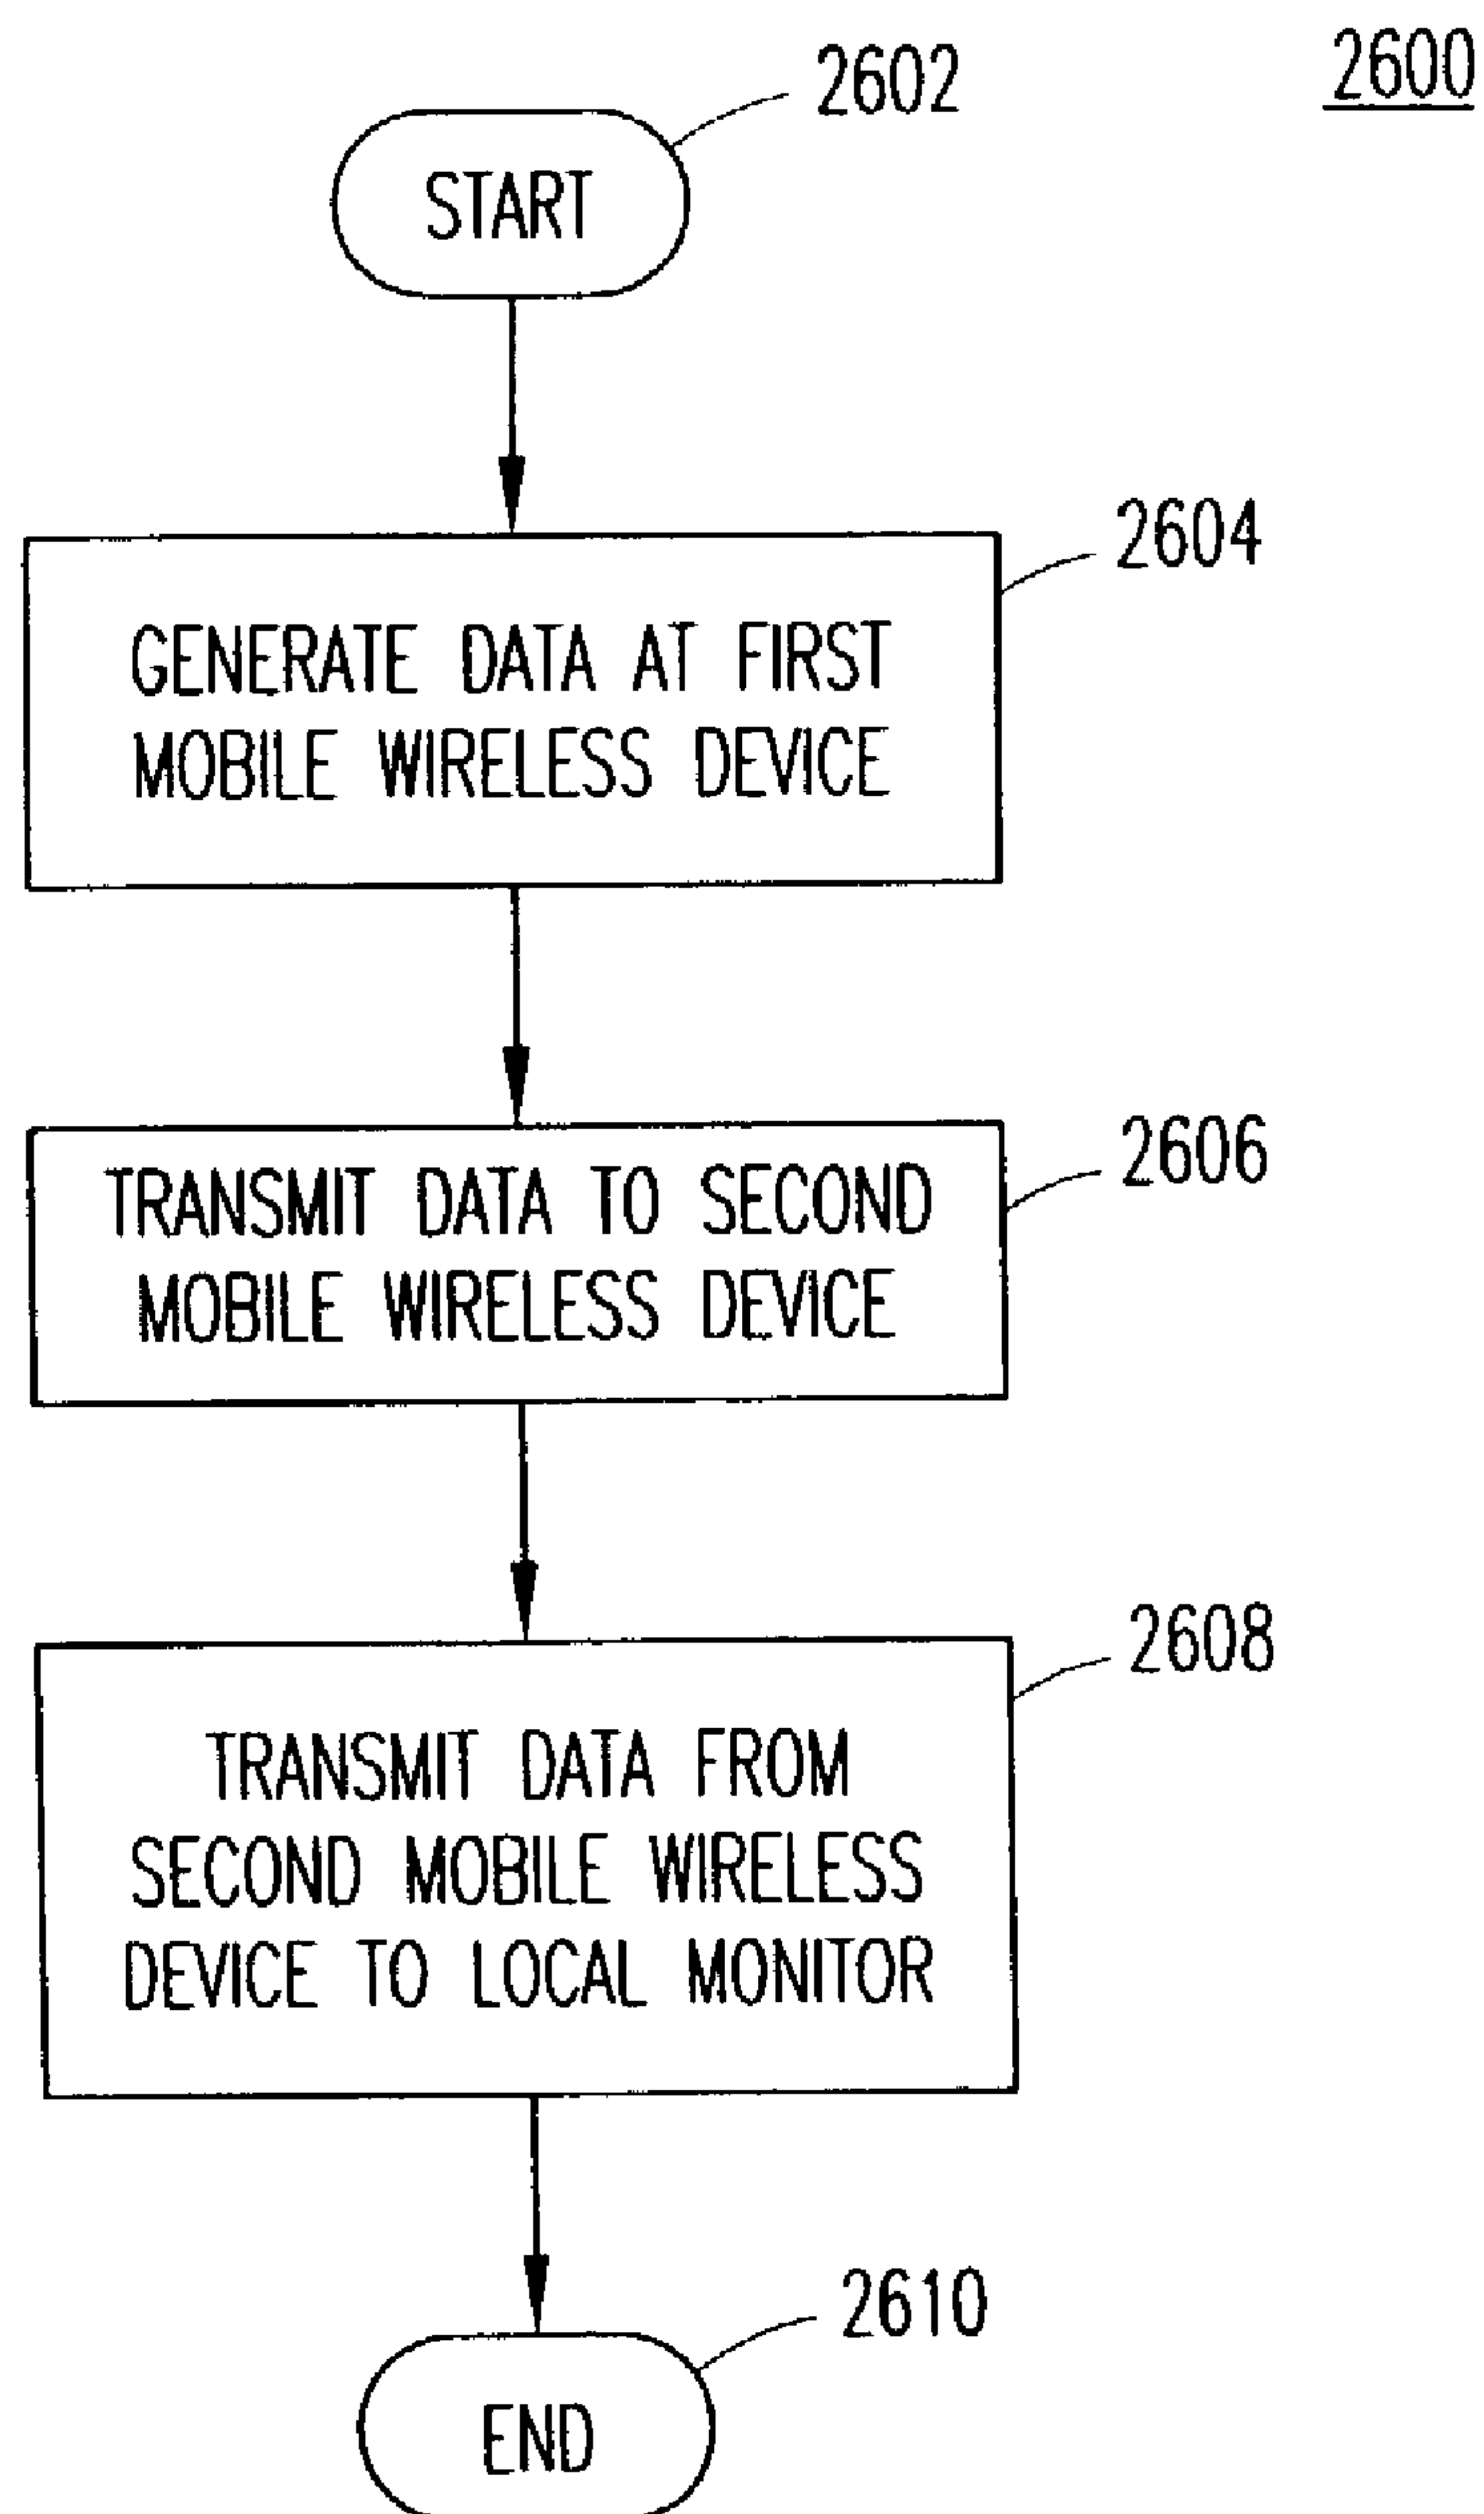 2600
2602
START
2604
GENERATE DATA AT FIRST
MOBILE WIRELESS DEVICE
2606
TRANSMIT DATA TO SECOND
MOBILE WIRELESS DEVICE
2608
TRANSMIT DATA FROM
SECOND MOBILE WIRELESS
DEVICE TO LOCAL MONITOR
2610
END